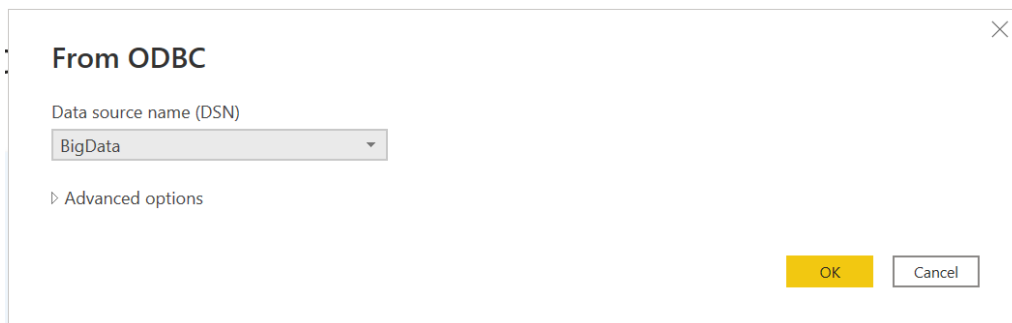 From ODBC
Data source name (DSN)
BigData
Advanced options
OK
Cancel